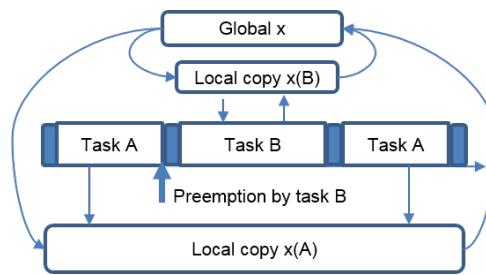 Global x
Local copy x(B)
Task A
Task B
Task A
Preemption by task B
Local copy x(A)